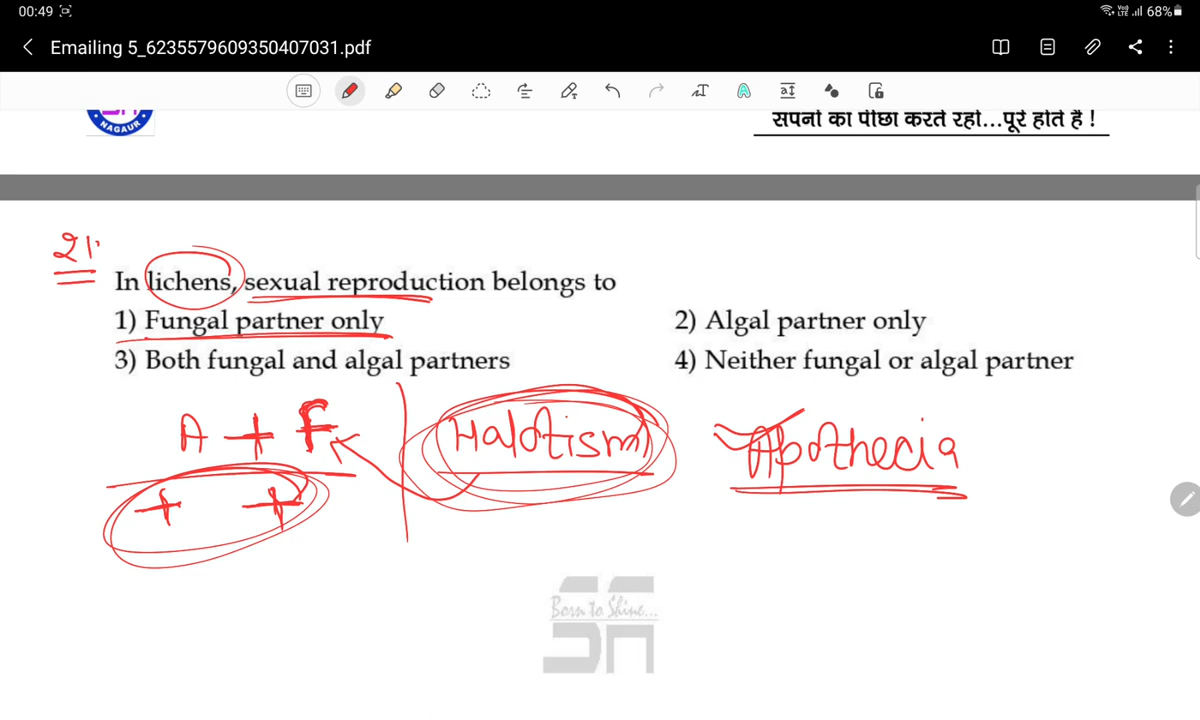 00:49 68%
Emailing 5_6235579609350407031.pdf
NAGAUR
सपनों का पीछा करते रहो...पूरे होते हैं !
21.
In lichens, sexual reproduction belongs to
1) Fungal partner only 2) Algal partner only
3) Both fungal and algal partners 4) Neither fungal or algal partner
A + F Halotism Apothecia
+ +
Born to Shine...